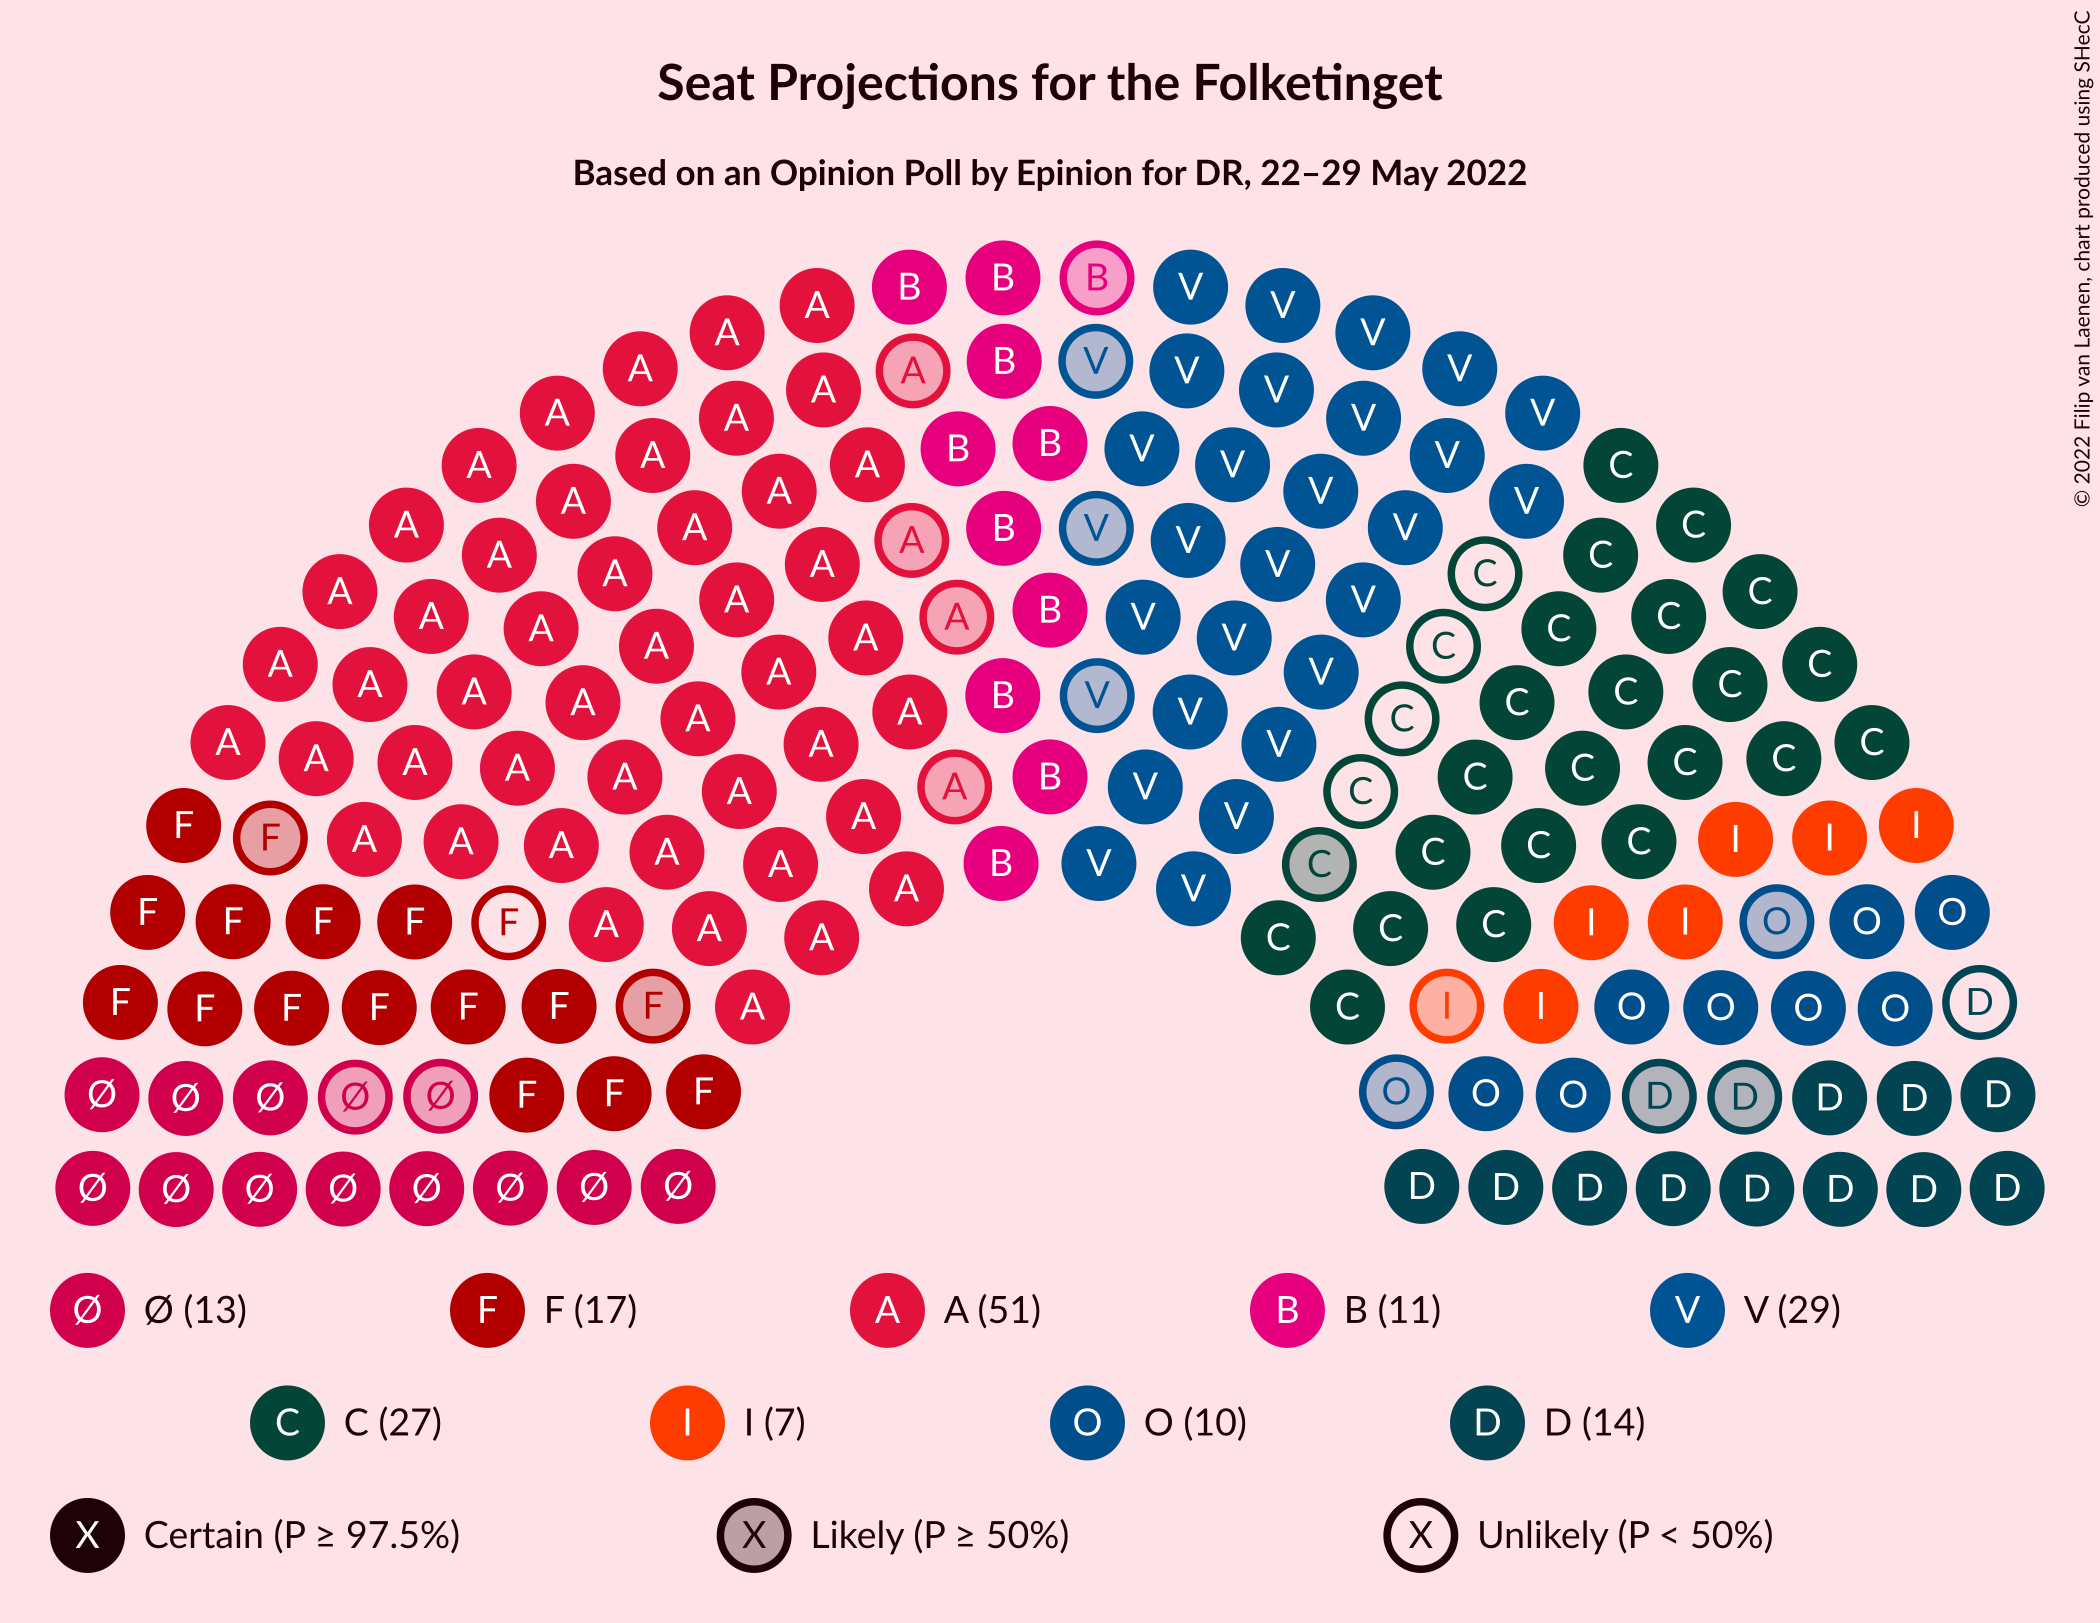 Seat Projections for the Folketinget
Based on an Opinion Poll by Epinion for DR, 22–29 May 2022
© 2022 Filip van Laenen, chart produced using SHecC
B B B V
A V
A V
A V
A V
A A B V V V
A A V C
A A B B V V C
A A V V
A A A B V V V C C
A A V C
A A A A B V V V C C C
A A V C
A A A A B V V V C C C
A A V C
A A A A B V V V C C C
A A V C
A A A A A B V V C C C C C
F F A A A A A A B V V C C C C I I I
F F F F F A A A C C C I I O O O
F F F F F F F A C I I O O O O D
Ø Ø Ø Ø Ø F F F O O O D D D D D
Ø Ø Ø Ø Ø Ø Ø Ø D D D D D D D D
Ø Ø (13) F F (17) A A (51) B B (11) V V (29)
C C (27) I I (7) O O (10) D D (14)
X Certain (P ≥ 97.5%) X Likely (P ≥ 50%) X Unlikely (P < 50%)